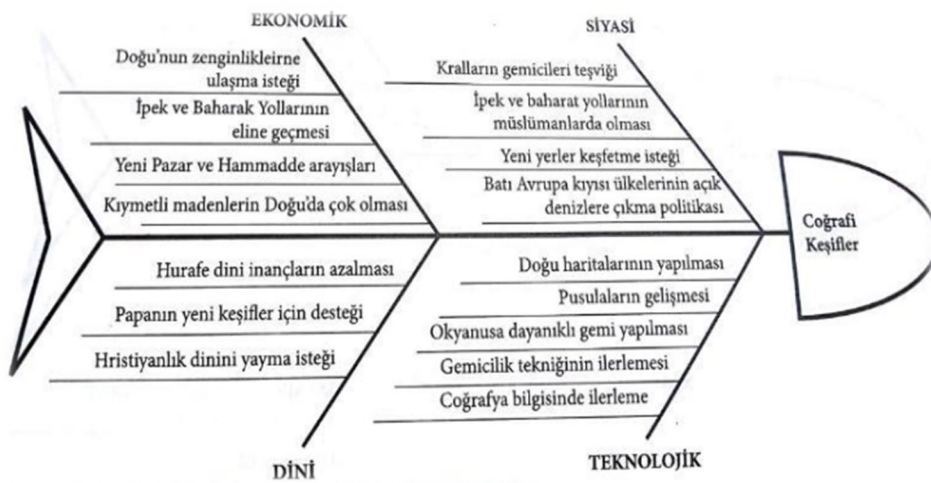 EKONOMİK
Doğu'nun zenginlikleirne
ulaşma isteği
İpek ve Baharak Yollarının
eline geçmesi
Yeni Pazar ve Hammadde arayışları
Kıymetli madenlerin Doğu'da çok olması
SİYASİ
Kralların gemicileri teşviği
İpek ve baharat yollarının
müslümanlarda olması
Yeni yerler keşfetme isteği
Batı Avrupa kıyısı ülkelerinin açık
denizlere çıkma politikası
Coğrafi
Keşifler
Hurafe dini inançların azalması
Papanın yeni keşifler için desteği
Hristiyanlık dinini yayma isteği
DİNİ
Doğu haritalarının yapılması
Pusulaların gelişmesi
Okyanusa dayanıklı gemi yapılması
Gemicilik tekniğinin ilerlemesi
Coğrafya bilgisinde ilerleme
TEKNOLOJİK